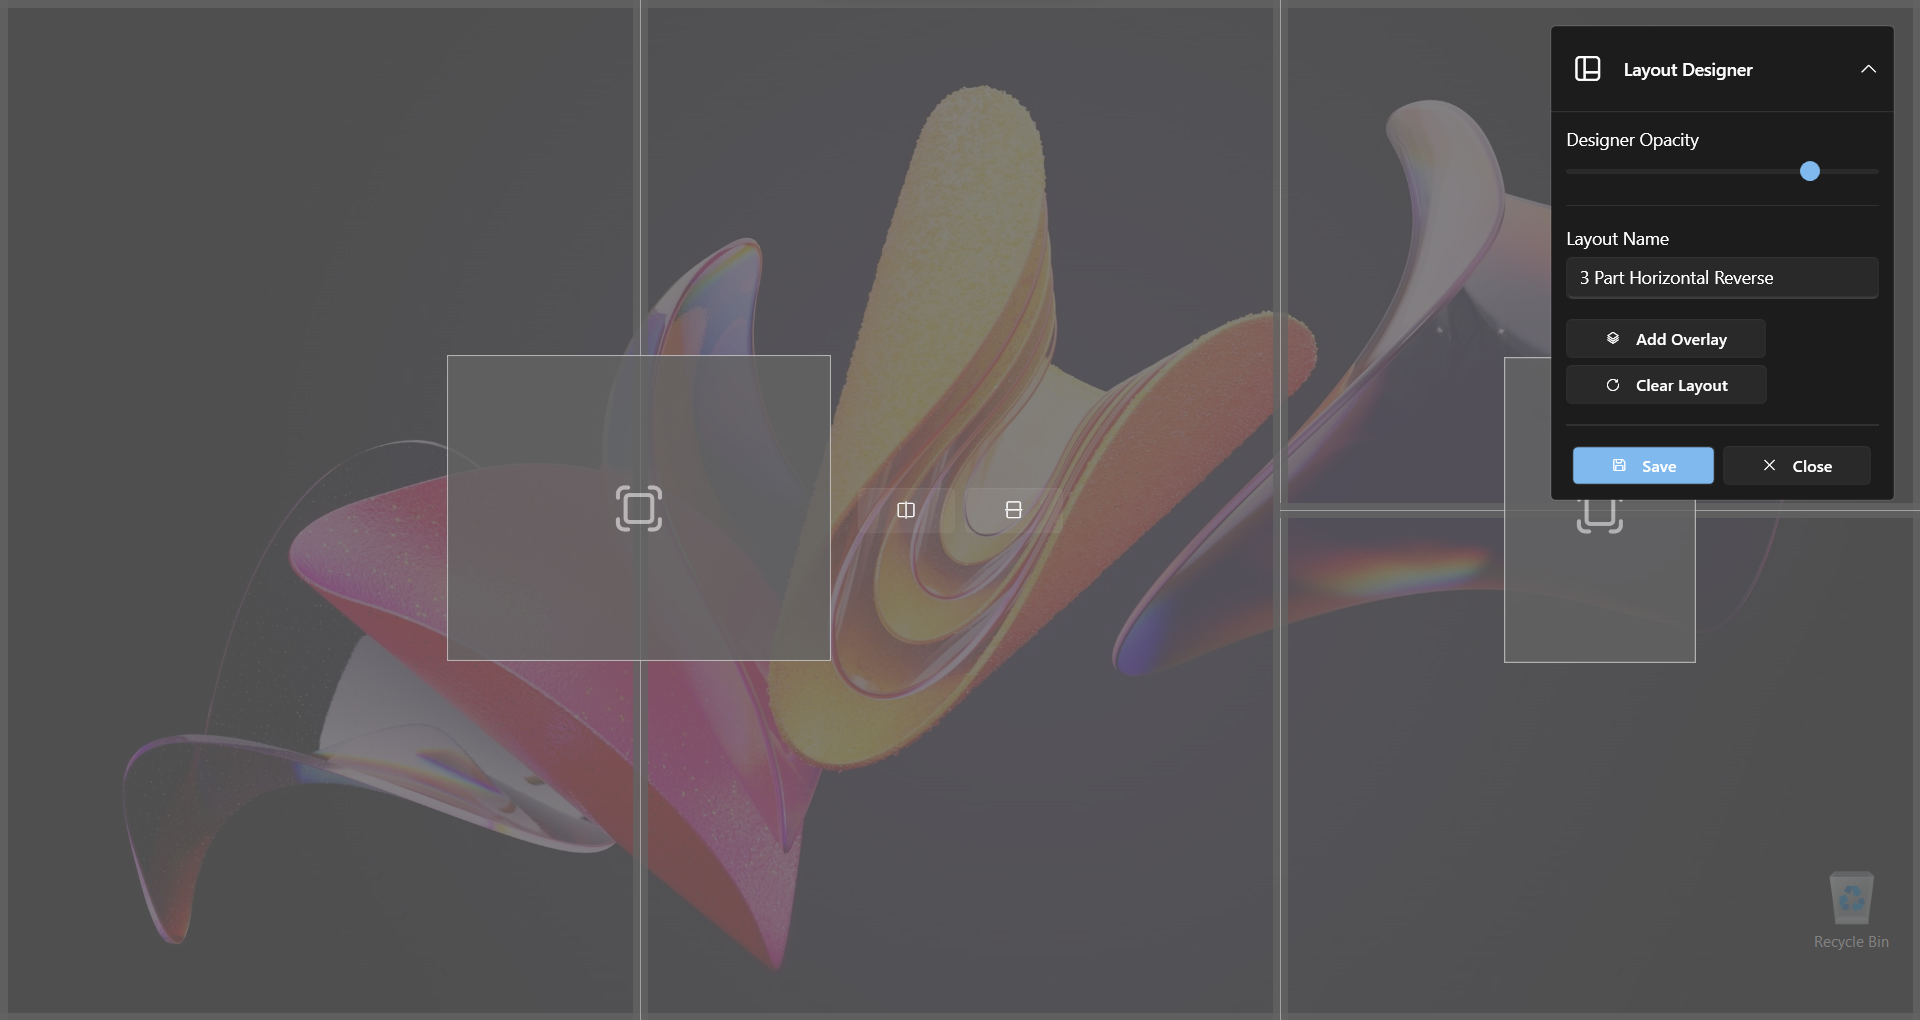 Layout Designer
Designer Opacity
Layout Name
3 Part Horizontal Reverse
Add Overlay
Clear Layout
Save
Close
Recycle Bin